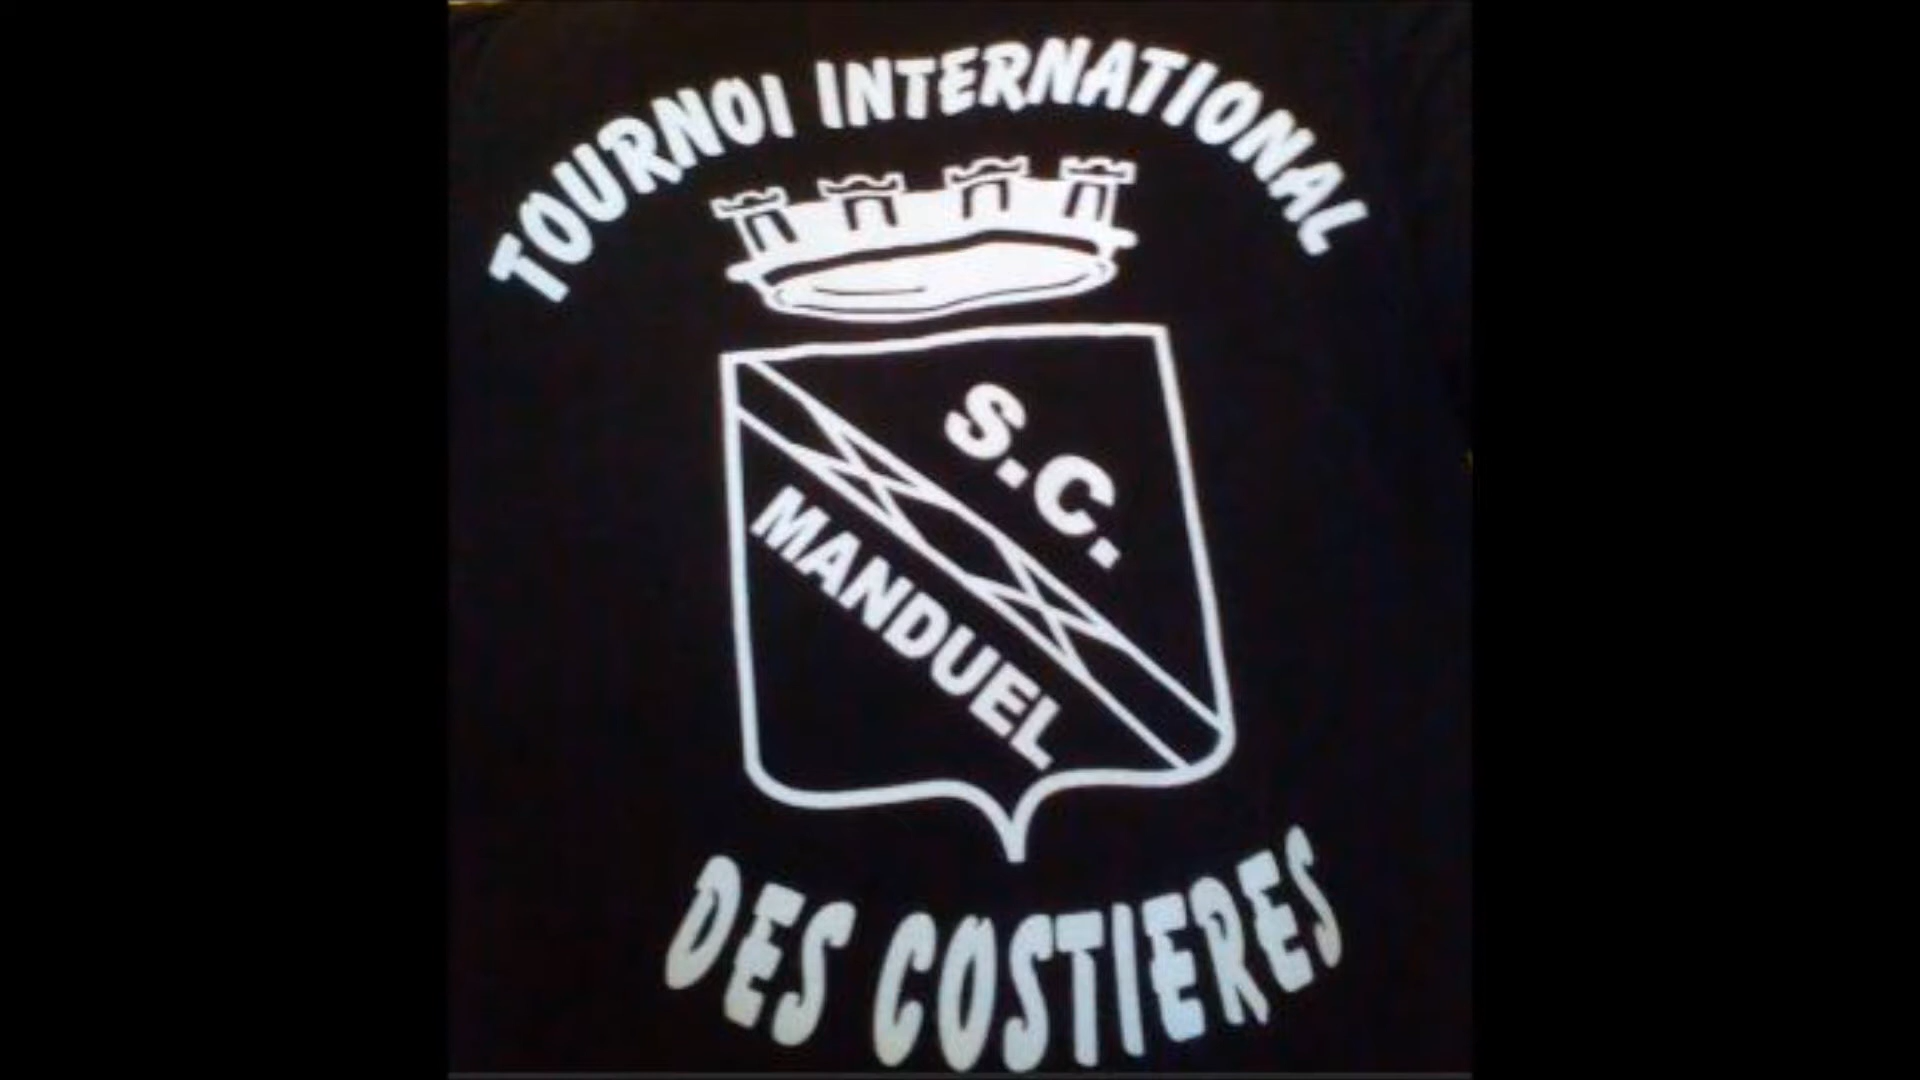 TOURNOI INTERNATIONAL
S.C.
MANDUEL
DES COSTIERES